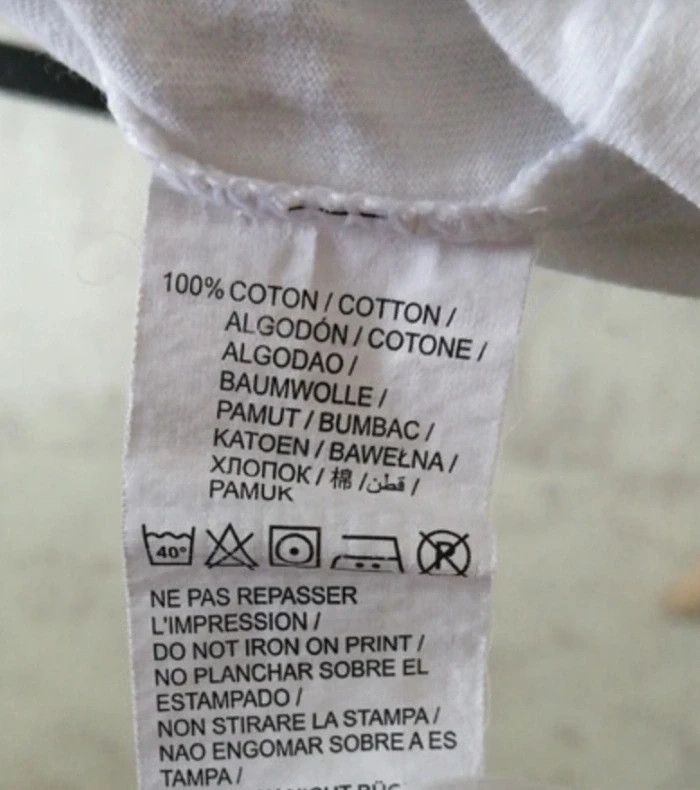 100% COTON / COTTON /
ALGODÓN / COTONE /
ALGODAO /
BAUMWOLLE /
PAMUT / BUMBAC /
KATOEN / BAWEŁNA /
ХЛОПОК / 棉 / قطن /
PAMUK
40° P
NE PAS REPASSER
L'IMPRESSION /
DO NOT IRON ON PRINT /
NO PLANCHAR SOBRE EL
ESTAMPADO /
NON STIRARE LA STAMPA /
NAO ENGOMAR SOBRE A ES
TAMPA /